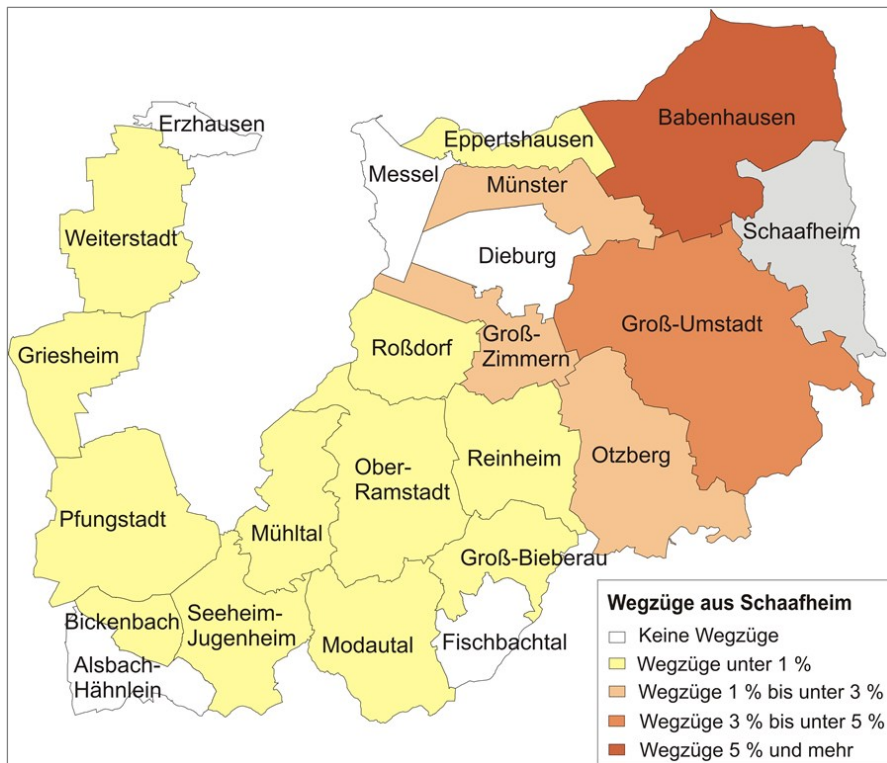 Erzhausen
Babenhausen
Eppertshausen
Messel
Münster
Weiterstadt
Schaafheim
Dieburg
Groß-Umstadt
Griesheim
Roßdorf
Groß-
Zimmern
Otzberg
Reinheim
Ober-
Ramstadt
Pfungstadt
Mühltal
Groß-Bieberau
Bickenbach
Seeheim-
Jugenheim
Modautal
Fischbachtal
Alsbach-
Hähnlein
Wegzüge aus Schaafheim
Keine Wegzüge
Wegzüge unter 1 %
Wegzüge 1 % bis unter 3 %
Wegzüge 3 % bis unter 5 %
Wegzüge 5 % und mehr